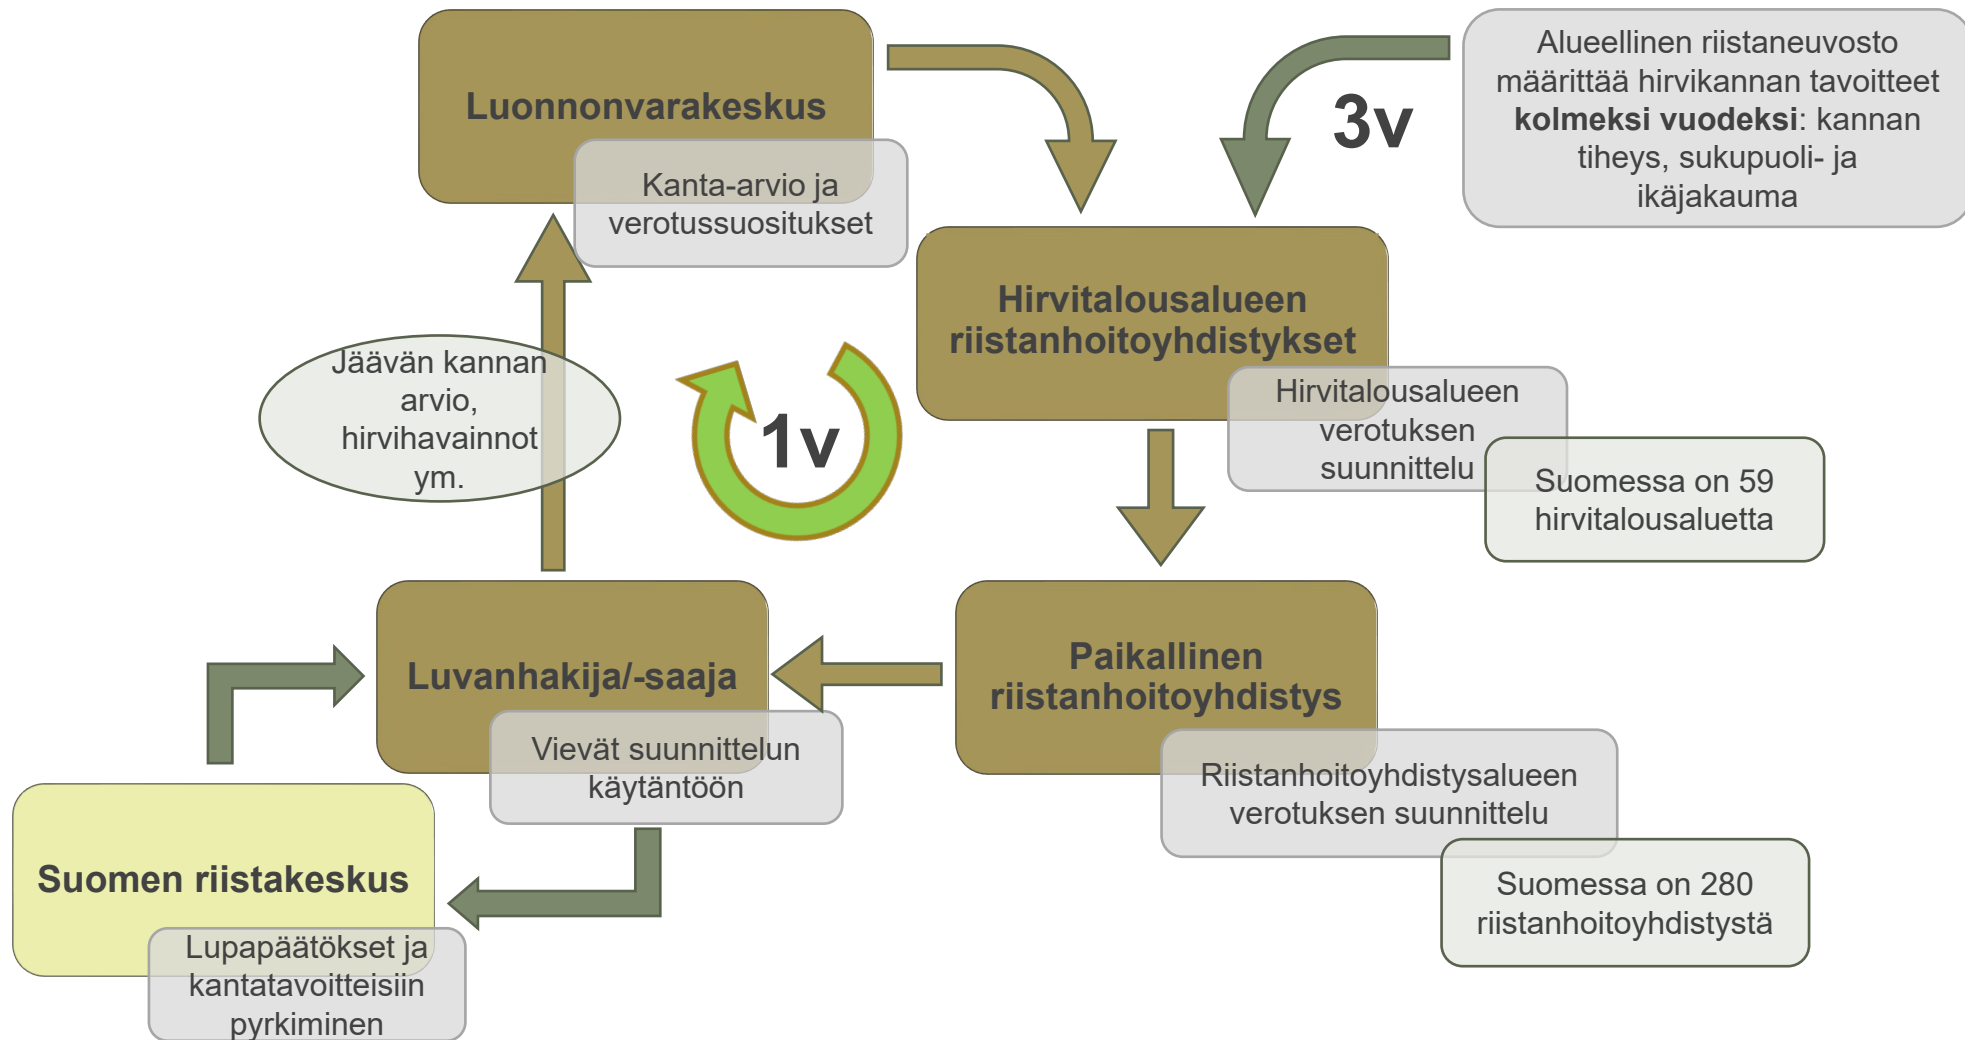 Luonnonvarakeskus
Kanta-arvio ja
verotussuositukset
3v
Alueellinen riistaneuvosto
määrittää hirvikannan tavoitteet
kolmeksi vuodeksi: kannan
tiheys, sukupuoli- ja
ikäjakauma
Hirvitalousalueen
riistanhoitoyhdistykset
Hirvitalousalueen
verotuksen
suunnittelu
Suomessa on 59
hirvitalousaluetta
Jäävän kannan
arvio,
hirvihavainnot
ym.
1v
Luvanhakija/-saaja
Vievät suunnittelun
käytäntöön
Paikallinen
riistanhoitoyhdistys
Riistanhoitoyhdistysalueen
verotuksen suunnittelu
Suomessa on 280
riistanhoitoyhdistystä
Suomen riistakeskus
Lupapäätökset ja
kantatavoitteisiin
pyrkiminen